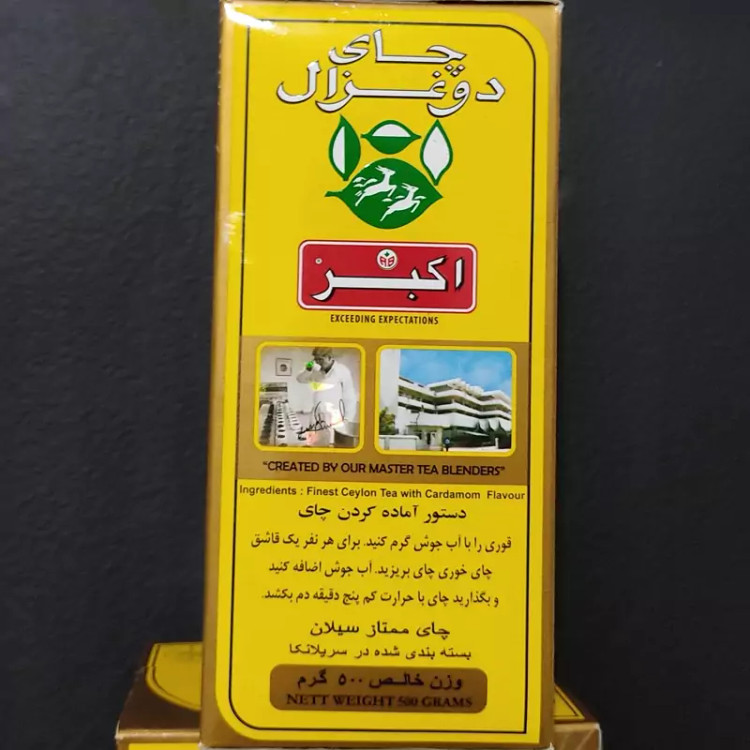 چای
دوغزال
اکبر
EXCEEDING EXPECTATIONS
"CREATED BY OUR MASTER TEA BLENDERS"
Ingredients : Finest Ceylon Tea with Cardamom Flavour
دستور آماده کردن چای
قوری را با آب جوش گرم کنید. برای هر نفر یک قاشق
چای خوری چای بریزید. آب جوش اضافه کنید
و بگذارید چای با حرارت کم پنج دقیقه دم بکشد.
چای ممتاز سیلان
بسته بندی شده در سریلانکا
وزن خالص ۵۰۰ گرم
NETT WEIGHT 500 GRAMS